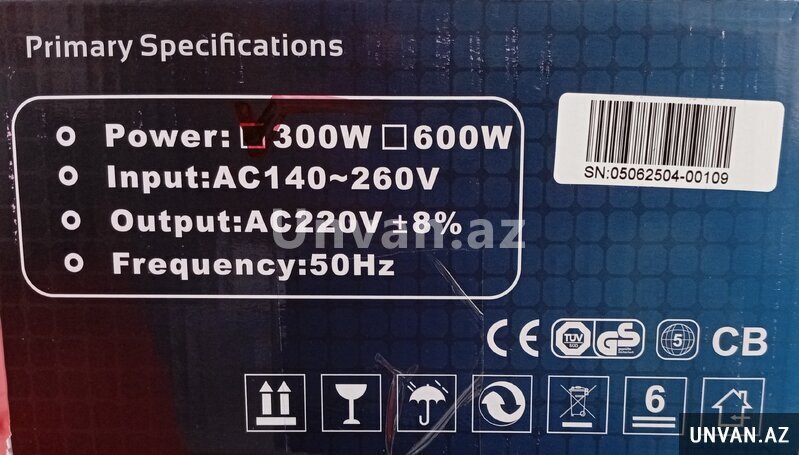 Primary Specifications
Power: 300W 600W
Input:AC140~260V
Output:AC220V ±8%
Frequency:50Hz
SN:05062504-00109
Unvan.az
CE TÜV GS 5 CB
6
UNVAN.AZ